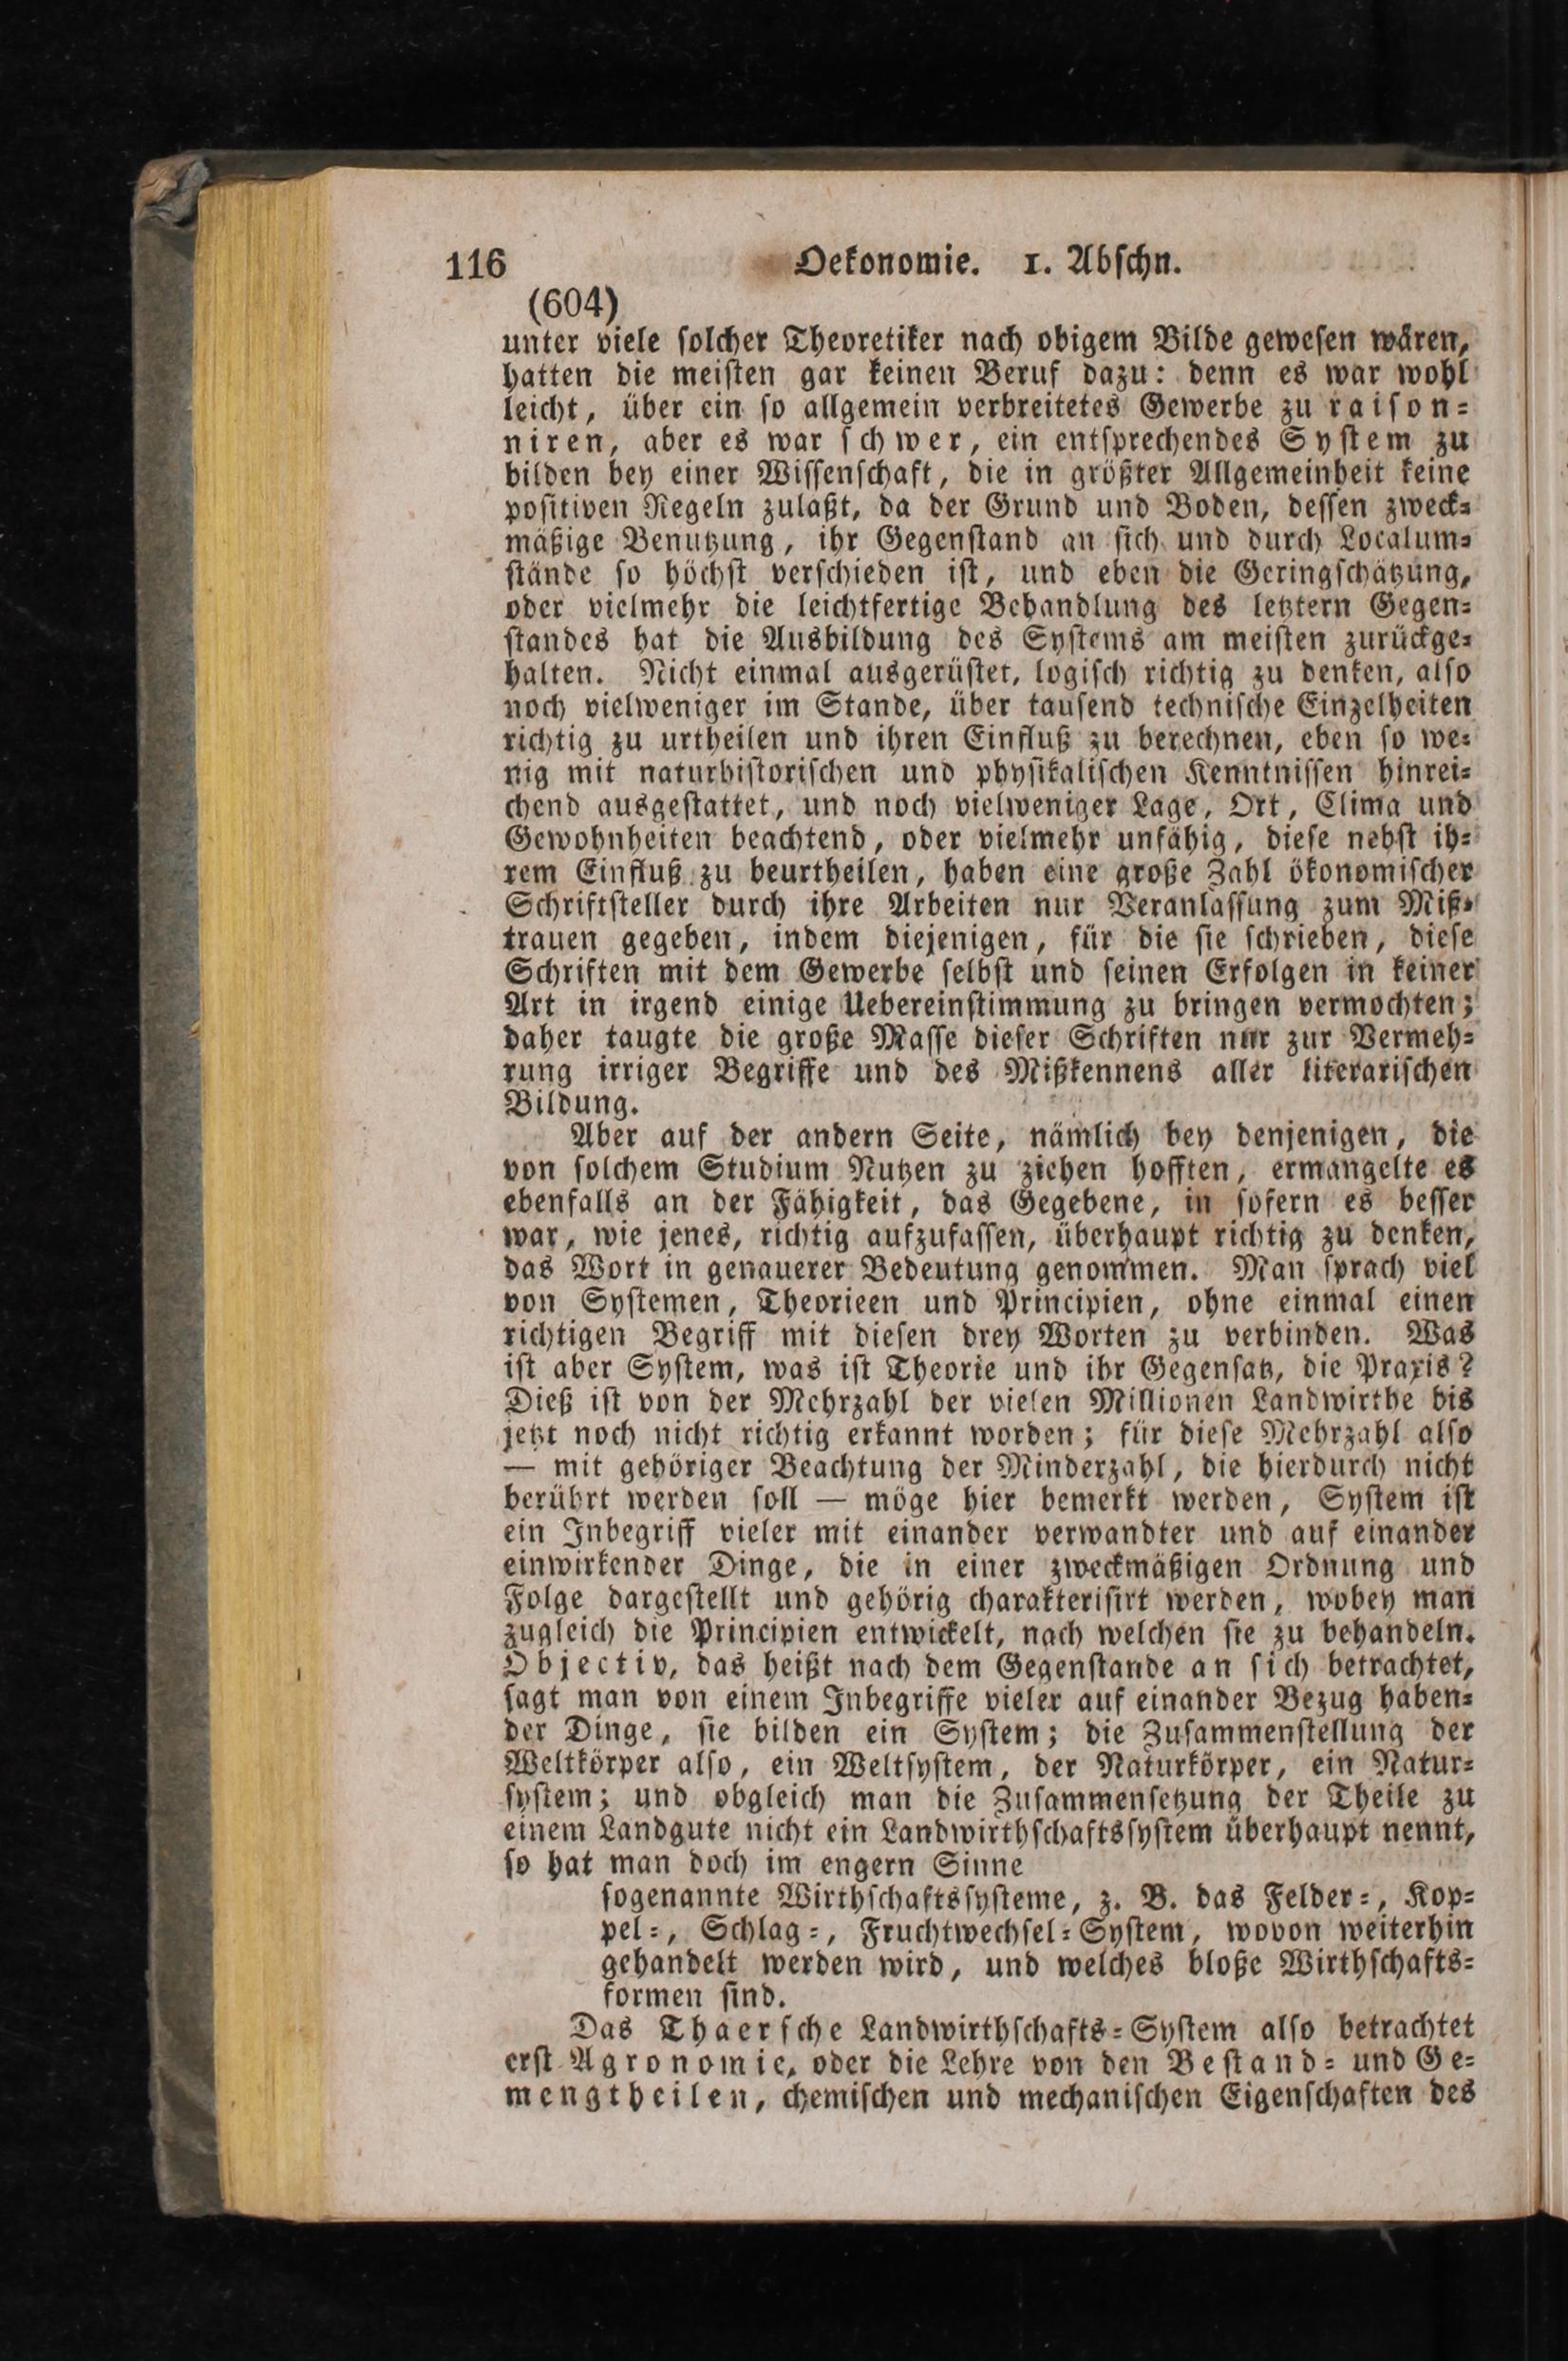 116 Oekonomie. 1. Abſchn.
(604)
unter viele ſolcher Theoretiker nach obigem Bilde geweſen wären,
hatten die meiſten gar keinen Beruf dazu: denn es war wohl
leicht, über ein ſo allgemein verbreitetes Gewerbe zu raiſon=
niren, aber es war ſchwer, ein entſprechendes Syſtem zu
bilden bey einer Wiſſenſchaft, die in größter Allgemeinheit keine
poſitiven Regeln zulaßt, da der Grund und Boden, deſſen zweck=
mäßige Benutzung, ihr Gegenſtand an ſich und durch Localum=
ſtände ſo höchſt verſchieden iſt, und eben die Geringſchätzung,
oder vielmehr die leichtfertige Behandlung des letztern Gegen=
ſtandes hat die Ausbildung des Syſtems am meiſten zurückge=
halten. Nicht einmal ausgerüſtet, logiſch richtig zu denken, alſo
noch vielweniger im Stande, über tauſend techniſche Einzelheiten
richtig zu urtheilen und ihren Einfluß zu berechnen, eben ſo we=
nig mit naturhiſtoriſchen und phyſikaliſchen Kenntniſſen hinrei=
chend ausgeſtattet, und noch vielweniger Lage, Ort, Clima und
Gewohnheiten beachtend, oder vielmehr unfähig, dieſe nebſt ih=
rem Einfluß zu beurtheilen, haben eine große Zahl ökonomiſcher
Schriftſteller durch ihre Arbeiten nur Veranlaſſung zum Miß=
trauen gegeben, indem diejenigen, für die ſie ſchrieben, dieſe
Schriften mit dem Gewerbe ſelbſt und ſeinen Erfolgen in keiner
Art in irgend einige Uebereinſtimmung zu bringen vermochten;
daher taugte die große Maſſe dieſer Schriften nur zur Vermeh=
rung irriger Begriffe und des Mißkennens aller literariſchen
Bildung.
Aber auf der andern Seite, nämlich bey denjenigen, die
von ſolchem Studium Nutzen zu ziehen hofften, ermangelte es
ebenfalls an der Fähigkeit, das Gegebene, in ſofern es beſſer
war, wie jenes, richtig aufzufaſſen, überhaupt richtig zu denken,
das Wort in genauerer Bedeutung genommen. Man ſprach viel
von Syſtemen, Theorieen und Principien, ohne einmal einen
richtigen Begriff mit dieſen drey Worten zu verbinden. Was
iſt aber Syſtem, was iſt Theorie und ihr Gegenſatz, die Praxis?
Dieß iſt von der Mehrzahl der vielen Millionen Landwirthe bis
jetzt noch nicht richtig erkannt worden; für dieſe Mehrzahl alſo
— mit gehöriger Beachtung der Minderzahl, die hierdurch nicht
berührt werden ſoll — möge hier bemerkt werden, Syſtem iſt
ein Inbegriff vieler mit einander verwandter und auf einander
einwirkender Dinge, die in einer zweckmäßigen Ordnung und
Folge dargeſtellt und gehörig charakteriſirt werden, wobey man
zugleich die Principien entwickelt, nach welchen ſie zu behandeln.
Objectiv, das heißt nach dem Gegenſtande an ſich betrachtet,
ſagt man von einem Inbegriffe vieler auf einander Bezug haben=
der Dinge, ſie bilden ein Syſtem; die Zuſammenſtellung der
Weltkörper alſo, ein Weltſyſtem, der Naturkörper, ein Natur=
ſyſtem; und obgleich man die Zuſammenſetzung der Theile zu
einem Landgute nicht ein Landwirthſchaftsſyſtem überhaupt nennt,
ſo hat man doch im engern Sinne
ſogenannte Wirthſchaftsſyſteme, z. B. das Felder=, Kop=
pel=, Schlag=, Fruchtwechſel=Syſtem, wovon weiterhin
gehandelt werden wird, und welches bloße Wirthſchafts=
formen ſind.
Das Thaerſche Landwirthſchafts=Syſtem alſo betrachtet
erſt Agronomie, oder die Lehre von den Beſtand= und Ge=
mengtheilen, chemiſchen und mechaniſchen Eigenſchaften des